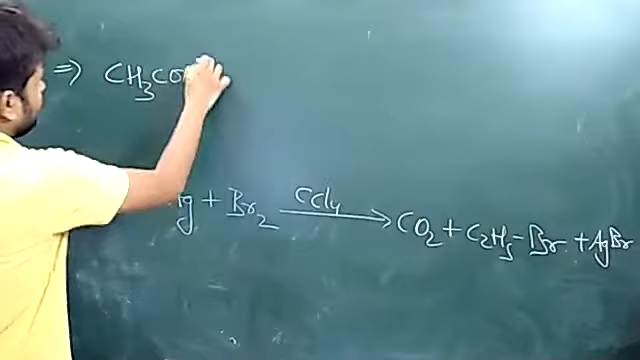 ⇒ CH₃CO
g + Br₂ —CCl₄→ CO₂ + C₂H₅-Br + AgBr